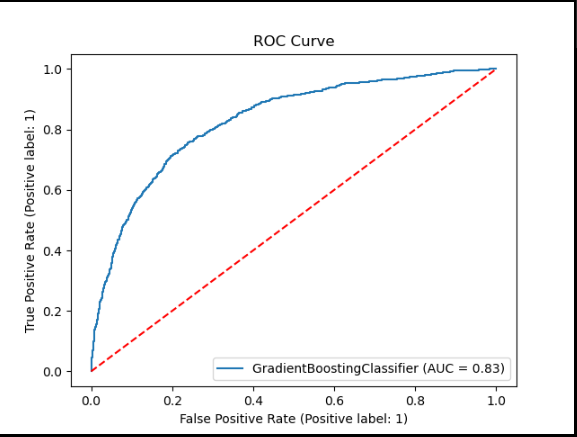 ROC Curve
1.0
0.8
0.6
0.4
0.2
0.0
True Positive Rate (Positive label: 1)
GradientBoostingClassifier (AUC = 0.83)
0.0 0.2 0.4 0.6 0.8 1.0
False Positive Rate (Positive label: 1)